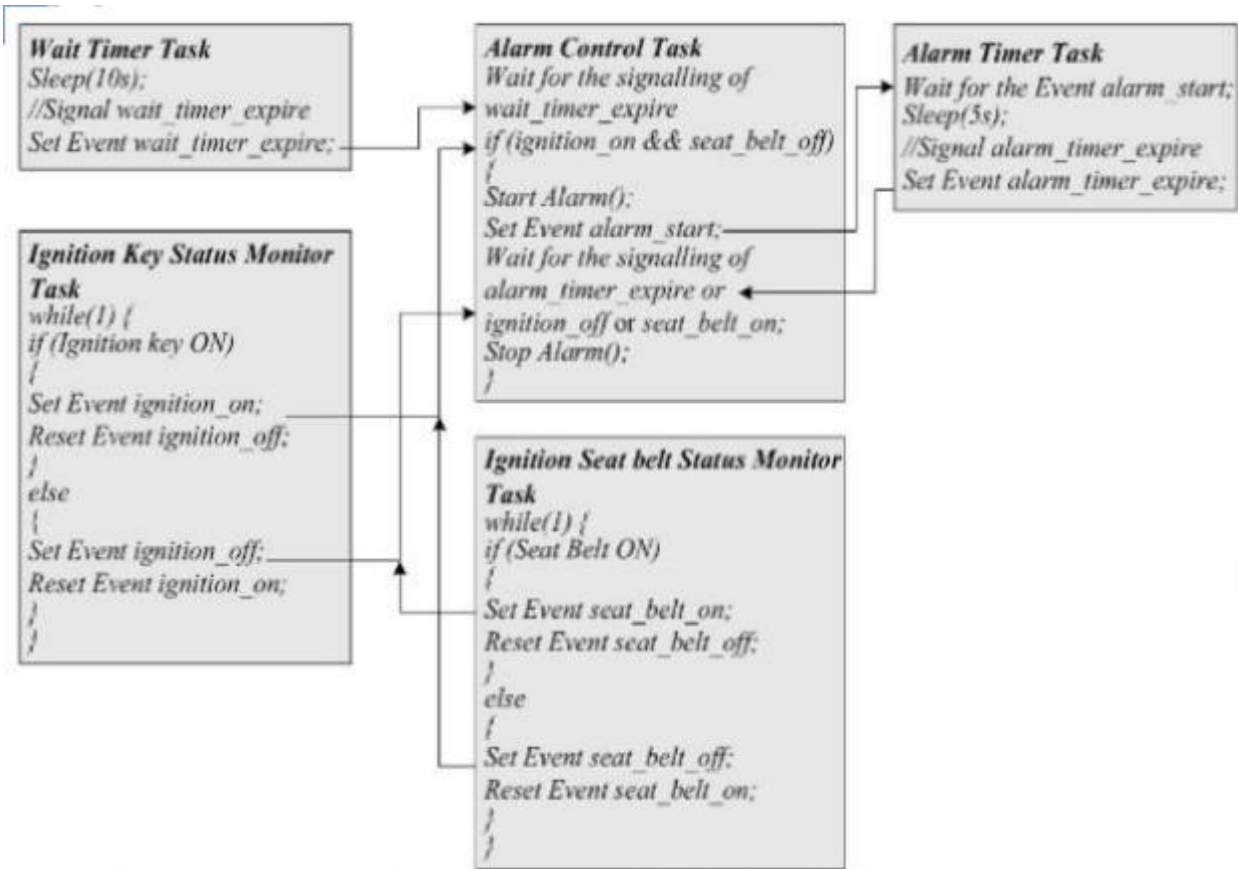 Wait Timer Task
Sleep(10s);
//Signal wait_timer_expire
Set Event wait_timer_expire;
Alarm Control Task
Wait for the signalling of
wait_timer_expire
if (ignition_on && seat_belt_off)
{
Start Alarm();
Set Event alarm_start;
Wait for the signalling of
alarm_timer_expire or
ignition_off or seat_belt_on;
Stop Alarm();
}
Alarm Timer Task
Wait for the Event alarm_start;
Sleep(5s);
//Signal alarm_timer_expire
Set Event alarm_timer_expire;
Ignition Key Status Monitor
Task
while(1) {
if (Ignition key ON)
{
Set Event ignition_on;
Reset Event ignition_off;
}
else
{
Set Event ignition_off;
Reset Event ignition_on;
}
}
Ignition Seat belt Status Monitor
Task
while(1) {
if (Seat Belt ON)
{
Set Event seat_belt_on;
Reset Event seat_belt_off;
}
else
{
Set Event seat_belt_off;
Reset Event seat_belt_on;
}
}